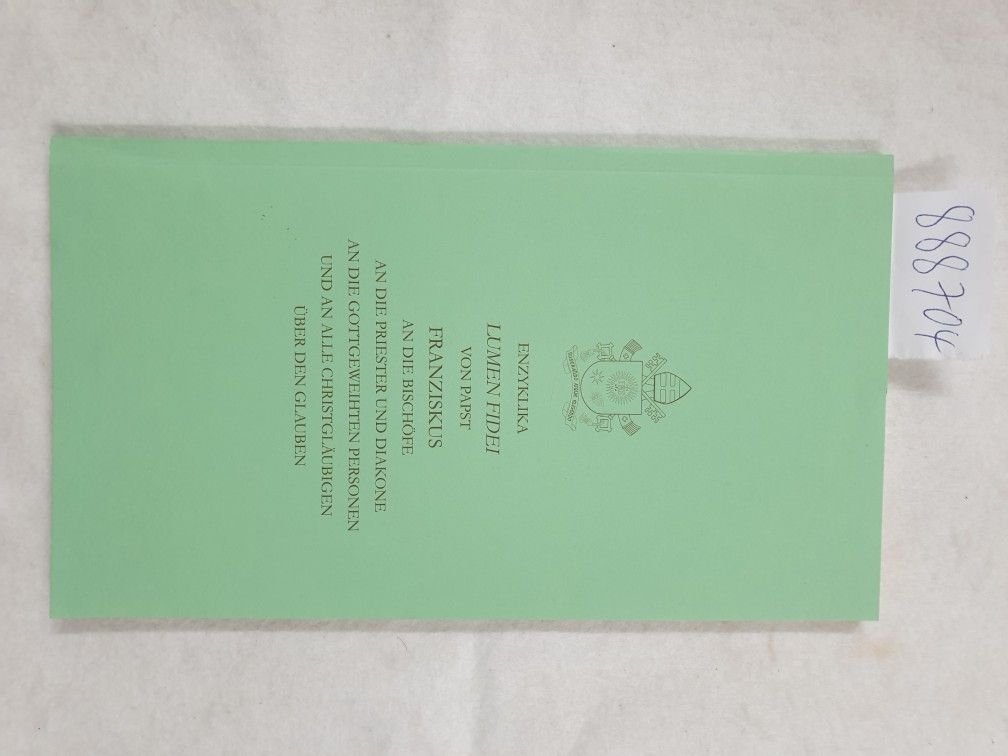 ENZYKLIKA
LUMEN FIDEI
VON PAPST
FRANZISKUS
AN DIE BISCHÖFE
AN DIE PRIESTER UND DIAKONE
AN DIE GOTTGEWEIHTEN PERSONEN
UND AN ALLE CHRISTGLÄUBIGEN
ÜBER DEN GLAUBEN
888704